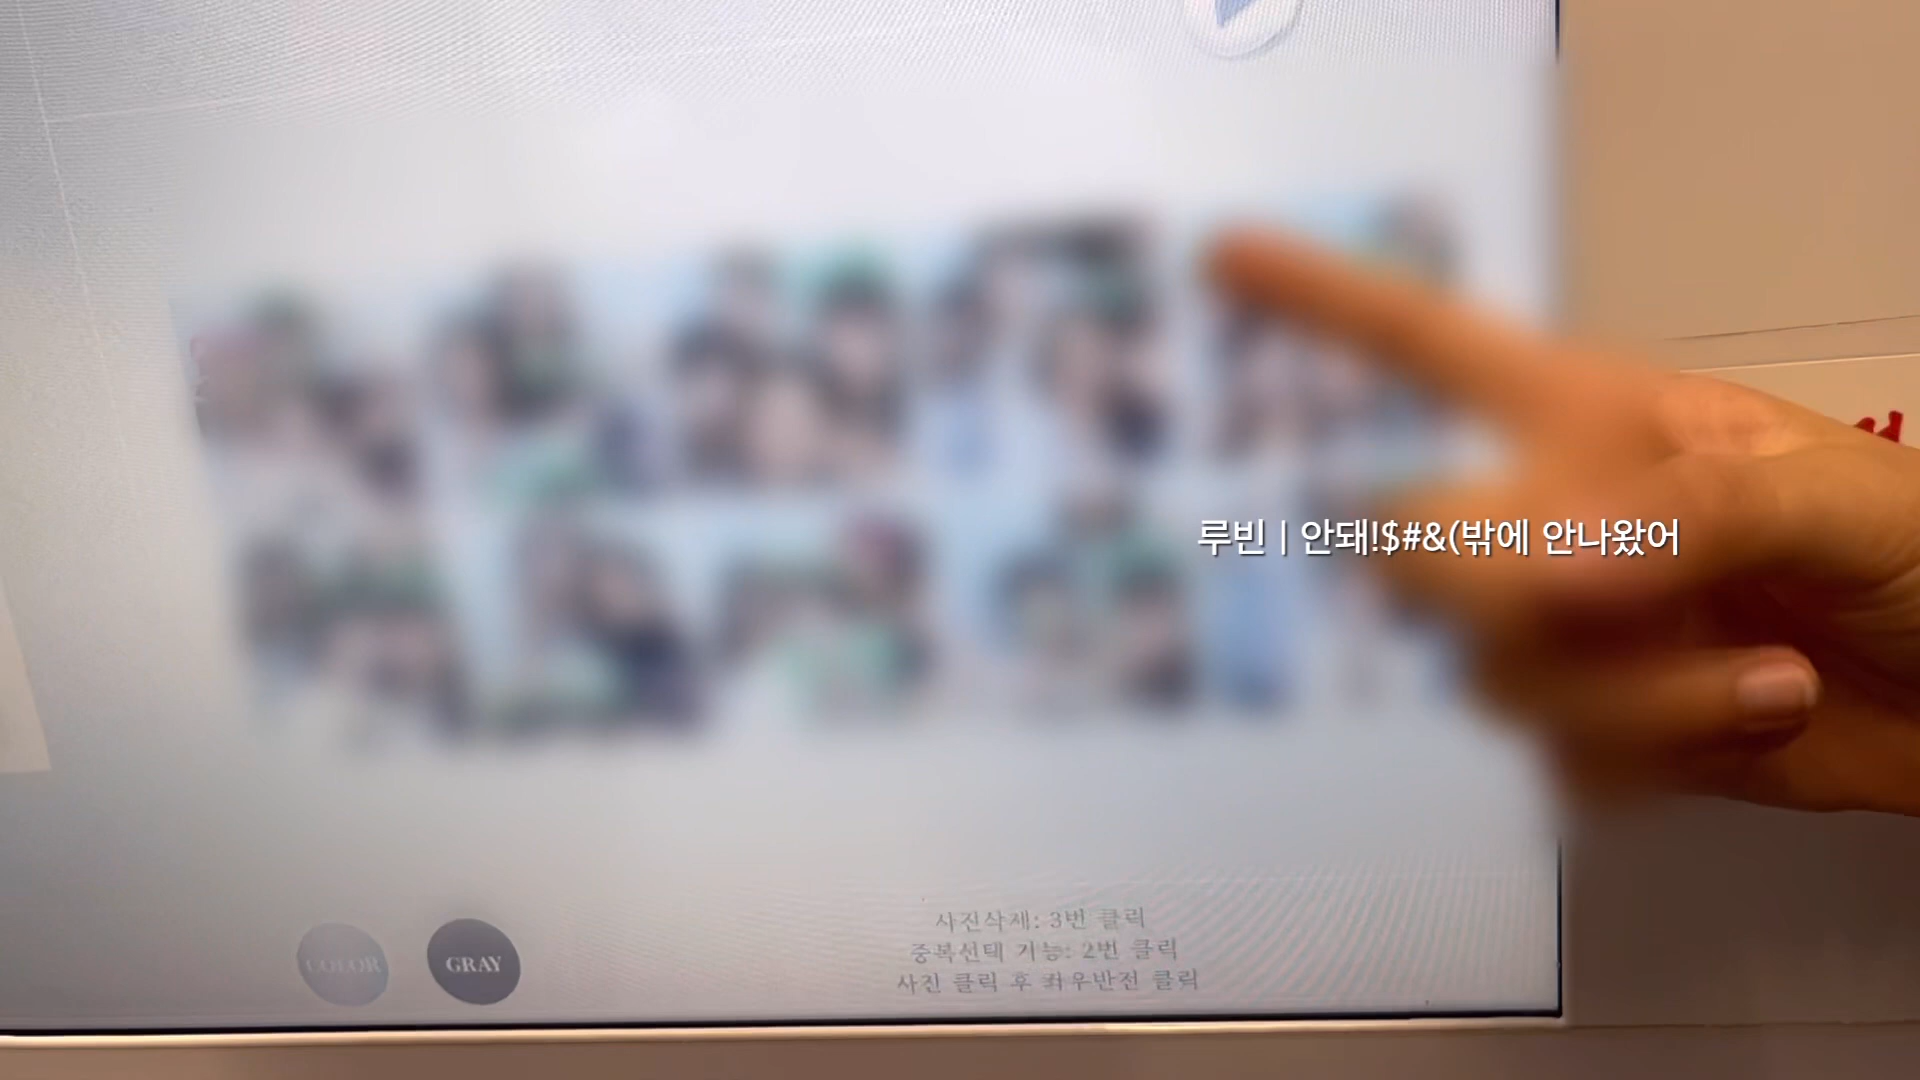 루빈 | 안돼!$#&(밖에 안나왔어
COLOR
GRAY
사진삭제: 3번 클릭
중복선택 기능: 2번 클릭
사진 클릭 후 좌우반전 클릭